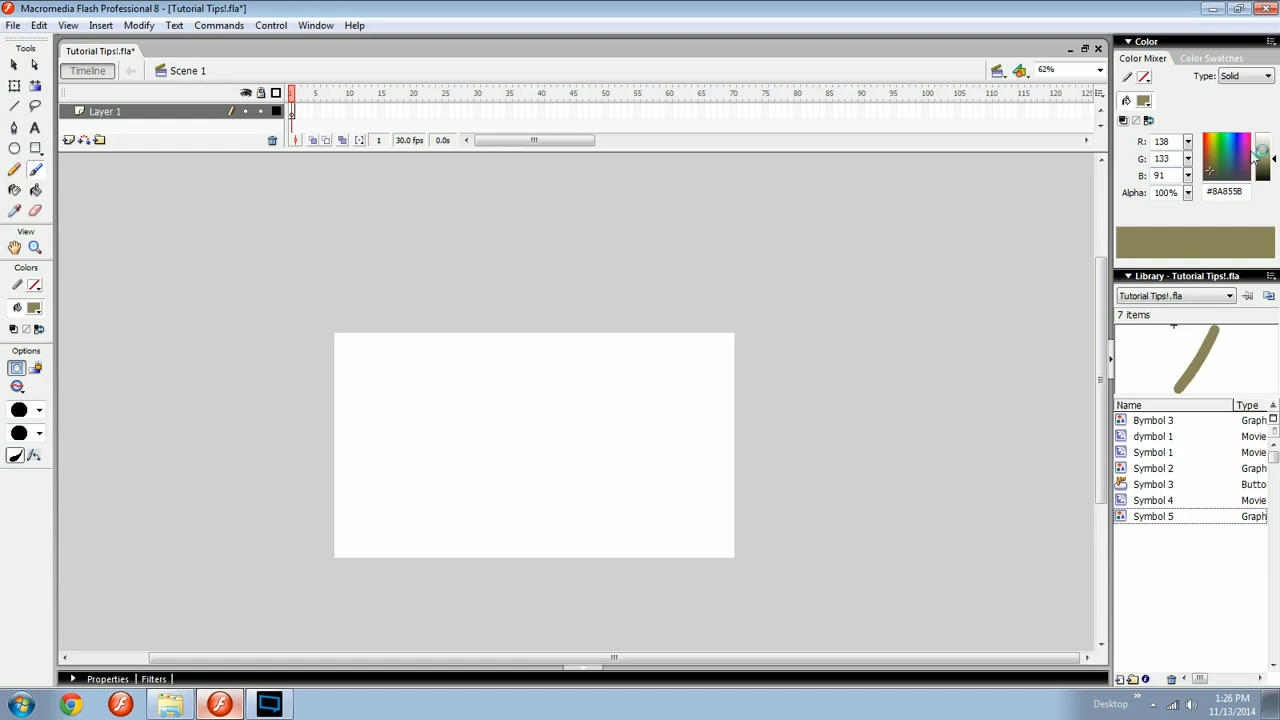 Macromedia Flash Professional 8 - [Tutorial Tips!.fla*]
File Edit View Insert Modify Text Commands Control Window Help
Tools
View
Colors
Options
Tutorial Tips!.fla*
Timeline
Scene 1
62%
1 5 10 15 20 25 30 35 40 45 50 55 60 65 70 75 80 85 90 95 100 105 110 115 120 125
Layer 1
1 30.0 fps 0.0s
Properties Filters
Color
Color Mixer Color Swatches
Type: Solid
R: 138
G: 133
B: 91
Alpha: 100% #8A855B
Library - Tutorial Tips!.fla
Tutorial Tips!.fla
7 items
Name Type
Bymbol 3 Graph
dymbol 1 Movie
Symbol 1 Movie
Symbol 2 Graph
Symbol 3 Butto
Symbol 4 Movie
Symbol 5 Graph
Desktop
1:26 PM
11/13/2014